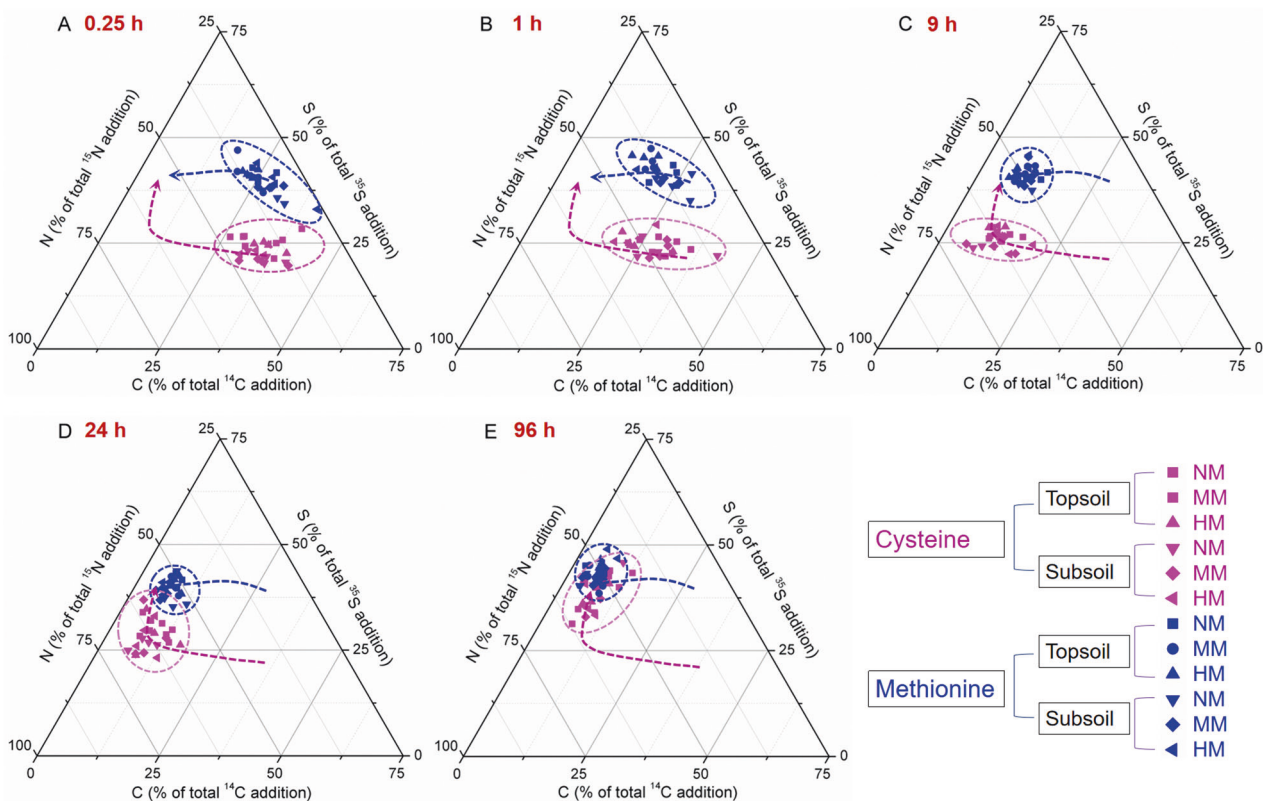 A 0.25 h
25
75
N (% of total ¹⁵N addition)
50
50
S (% of total ³⁵S addition)
75
25
100
0
0
25
50
75
C (% of total ¹⁴C addition)
B 1 h
25
75
N (% of total ¹⁵N addition)
50
50
S (% of total ³⁵S addition)
75
25
100
0
0
25
50
75
C (% of total ¹⁴C addition)
C 9 h
25
75
N (% of total ¹⁵N addition)
50
50
S (% of total ³⁵S addition)
75
25
100
0
0
25
50
75
C (% of total ¹⁴C addition)
D 24 h
25
75
N (% of total ¹⁵N addition)
50
50
S (% of total ³⁵S addition)
75
25
100
0
0
25
50
75
C (% of total ¹⁴C addition)
E 96 h
25
75
N (% of total ¹⁵N addition)
50
50
S (% of total ³⁵S addition)
75
25
100
0
0
25
50
75
C (% of total ¹⁴C addition)
Cysteine
Topsoil
NM
MM
HM
Subsoil
NM
MM
HM
Methionine
Topsoil
NM
MM
HM
Subsoil
NM
MM
HM